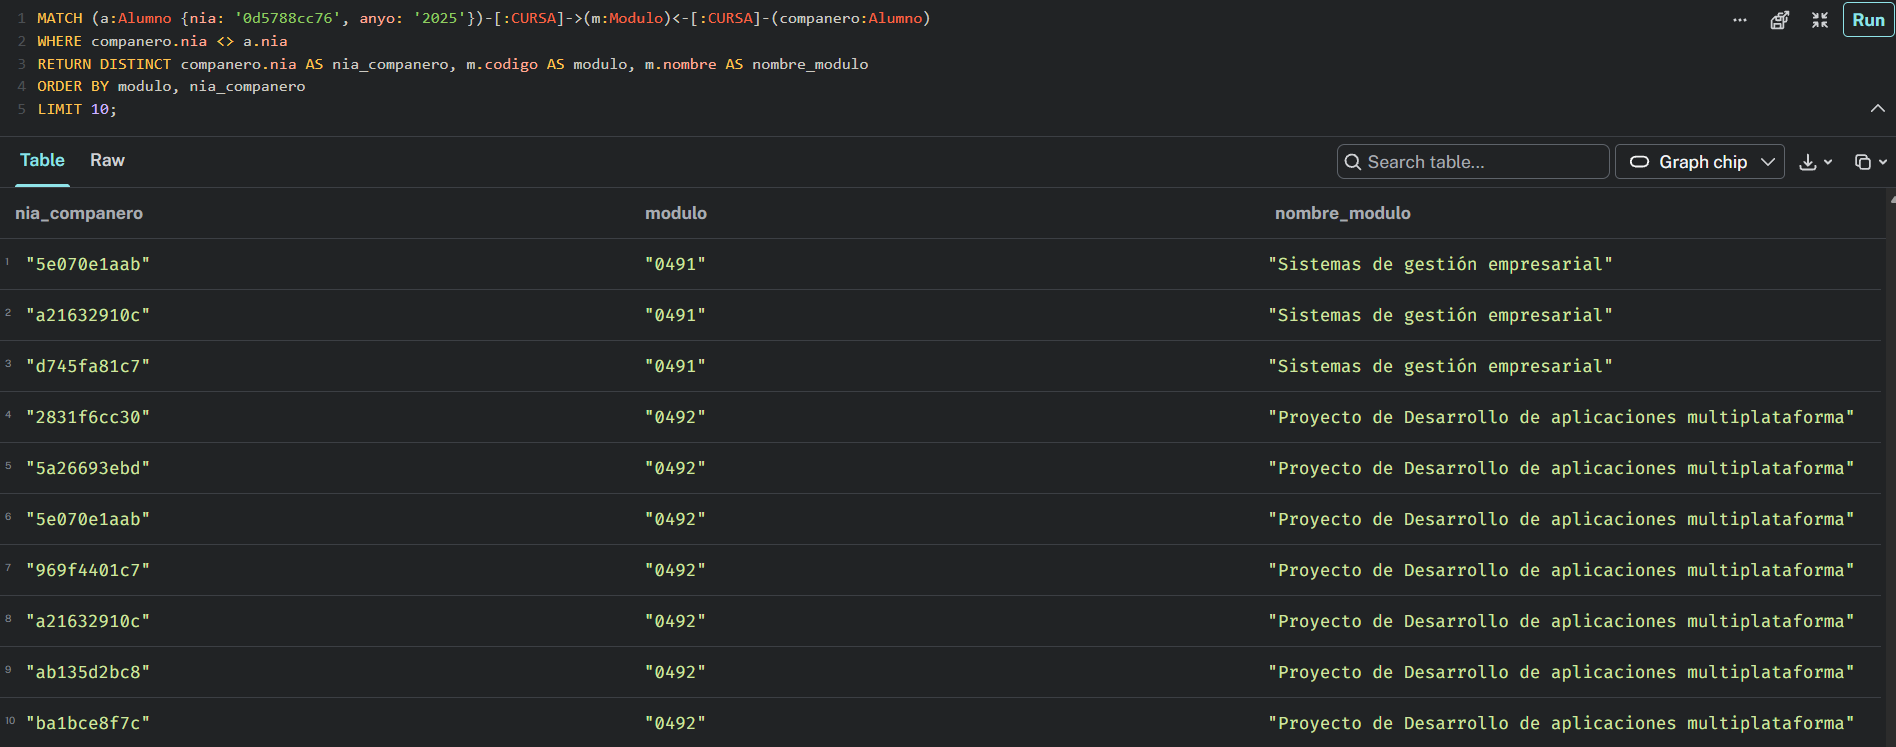 1 MATCH (a:Alumno {nia: '0d5788cc76', anyo: '2025'})-[:CURSA]->(m:Modulo)<-[:CURSA]-(companero:Alumno)
2 WHERE companero.nia <> a.nia
3 RETURN DISTINCT companero.nia AS nia_companero, m.codigo AS modulo, m.nombre AS nombre_modulo
4 ORDER BY modulo, nia_companero
5 LIMIT 10;
Run
Table Raw
Search table...
Graph chip
nia_companero modulo nombre_modulo
1 "5e070e1aab" "0491" "Sistemas de gestión empresarial"
2 "a21632910c" "0491" "Sistemas de gestión empresarial"
3 "d745fa81c7" "0491" "Sistemas de gestión empresarial"
4 "2831f6cc30" "0492" "Proyecto de Desarrollo de aplicaciones multiplataforma"
5 "5a26693ebd" "0492" "Proyecto de Desarrollo de aplicaciones multiplataforma"
6 "5e070e1aab" "0492" "Proyecto de Desarrollo de aplicaciones multiplataforma"
7 "969f4401c7" "0492" "Proyecto de Desarrollo de aplicaciones multiplataforma"
8 "a21632910c" "0492" "Proyecto de Desarrollo de aplicaciones multiplataforma"
9 "ab135d2bc8" "0492" "Proyecto de Desarrollo de aplicaciones multiplataforma"
10 "ba1bce8f7c" "0492" "Proyecto de Desarrollo de aplicaciones multiplataforma"